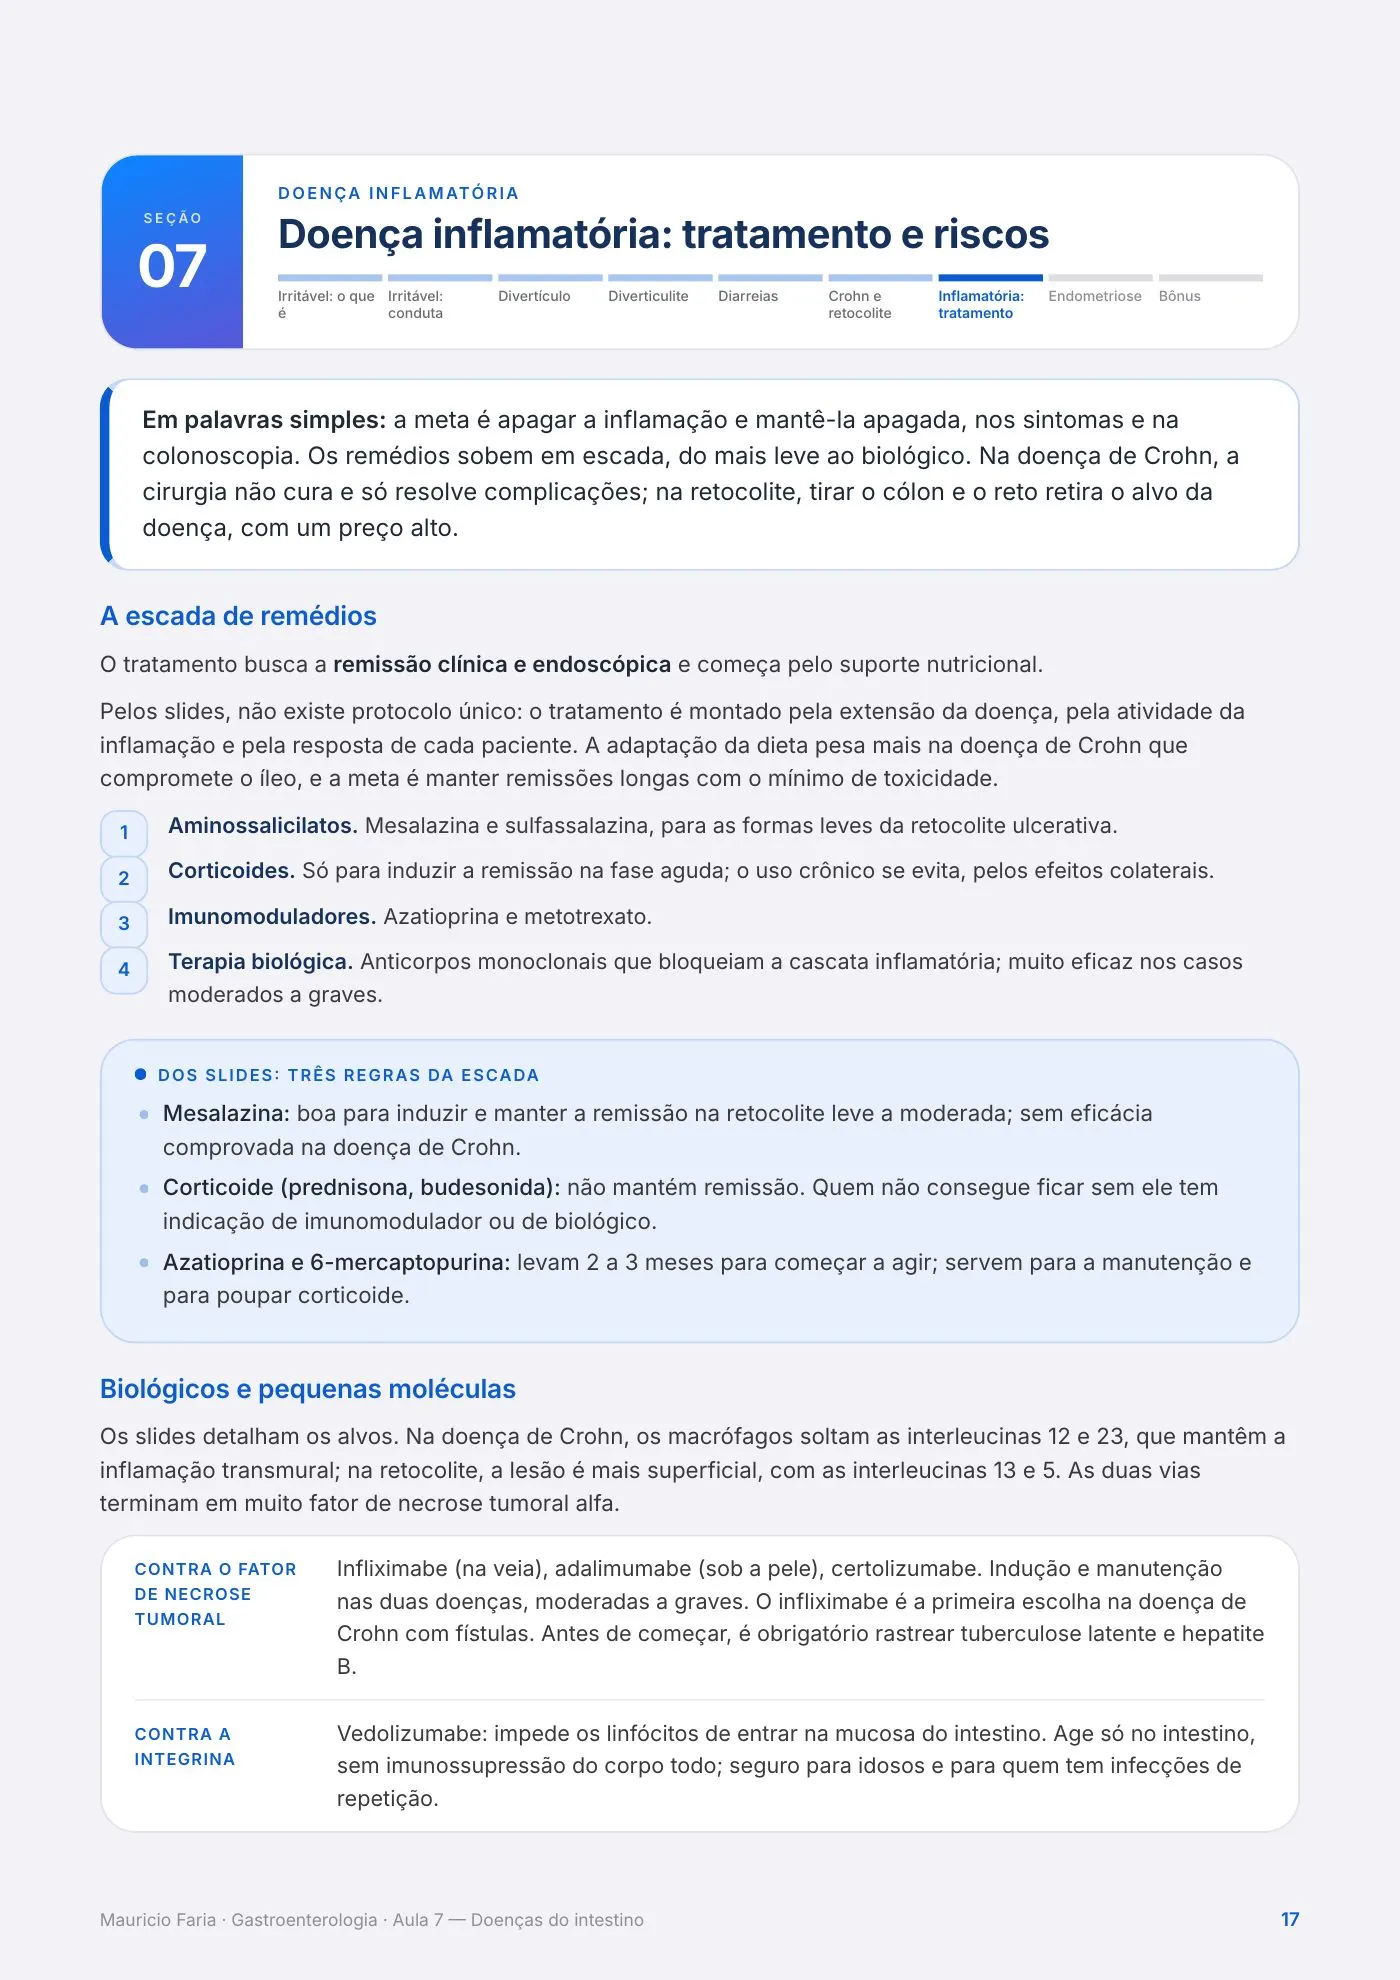 SEÇÃO
07
DOENÇA INFLAMATÓRIA
Doença inflamatória: tratamento e riscos
Irritável: o que é
Irritável: conduta
Divertículo
Diverticulite
Diarreias
Crohn e retocolite
Inflamatória: tratamento
Endometriose
Bônus
Em palavras simples: a meta é apagar a inflamação e mantê-la apagada, nos sintomas e na
colonoscopia. Os remédios sobem em escada, do mais leve ao biológico. Na doença de Crohn, a
cirurgia não cura e só resolve complicações; na retocolite, tirar o cólon e o reto retira o alvo da
doença, com um preço alto.
A escada de remédios
O tratamento busca a remissão clínica e endoscópica e começa pelo suporte nutricional.
Pelos slides, não existe protocolo único: o tratamento é montado pela extensão da doença, pela atividade da
inflamação e pela resposta de cada paciente. A adaptação da dieta pesa mais na doença de Crohn que
compromete o íleo, e a meta é manter remissões longas com o mínimo de toxicidade.
1 Aminossalicilatos. Mesalazina e sulfassalazina, para as formas leves da retocolite ulcerativa.
2 Corticoides. Só para induzir a remissão na fase aguda; o uso crônico se evita, pelos efeitos colaterais.
3 Imunomoduladores. Azatioprina e metotrexato.
4 Terapia biológica. Anticorpos monoclonais que bloqueiam a cascata inflamatória; muito eficaz nos casos
moderados a graves.
DOS SLIDES: TRÊS REGRAS DA ESCADA
Mesalazina: boa para induzir e manter a remissão na retocolite leve a moderada; sem eficácia
comprovada na doença de Crohn.
Corticoide (prednisona, budesonida): não mantém remissão. Quem não consegue ficar sem ele tem
indicação de imunomodulador ou de biológico.
Azatioprina e 6-mercaptopurina: levam 2 a 3 meses para começar a agir; servem para a manutenção e
para poupar corticoide.
Biológicos e pequenas moléculas
Os slides detalham os alvos. Na doença de Crohn, os macrófagos soltam as interleucinas 12 e 23, que mantêm a
inflamação transmural; na retocolite, a lesão é mais superficial, com as interleucinas 13 e 5. As duas vias
terminam em muito fator de necrose tumoral alfa.
CONTRA O FATOR
DE NECROSE
TUMORAL
Infliximabe (na veia), adalimumabe (sob a pele), certolizumabe. Indução e manutenção
nas duas doenças, moderadas a graves. O infliximabe é a primeira escolha na doença de
Crohn com fístulas. Antes de começar, é obrigatório rastrear tuberculose latente e hepatite
B.
CONTRA A
INTEGRINA
Vedolizumabe: impede os linfócitos de entrar na mucosa do intestino. Age só no intestino,
sem imunossupressão do corpo todo; seguro para idosos e para quem tem infecções de
repetição.
Mauricio Faria · Gastroenterologia · Aula 7 — Doenças do intestino
17